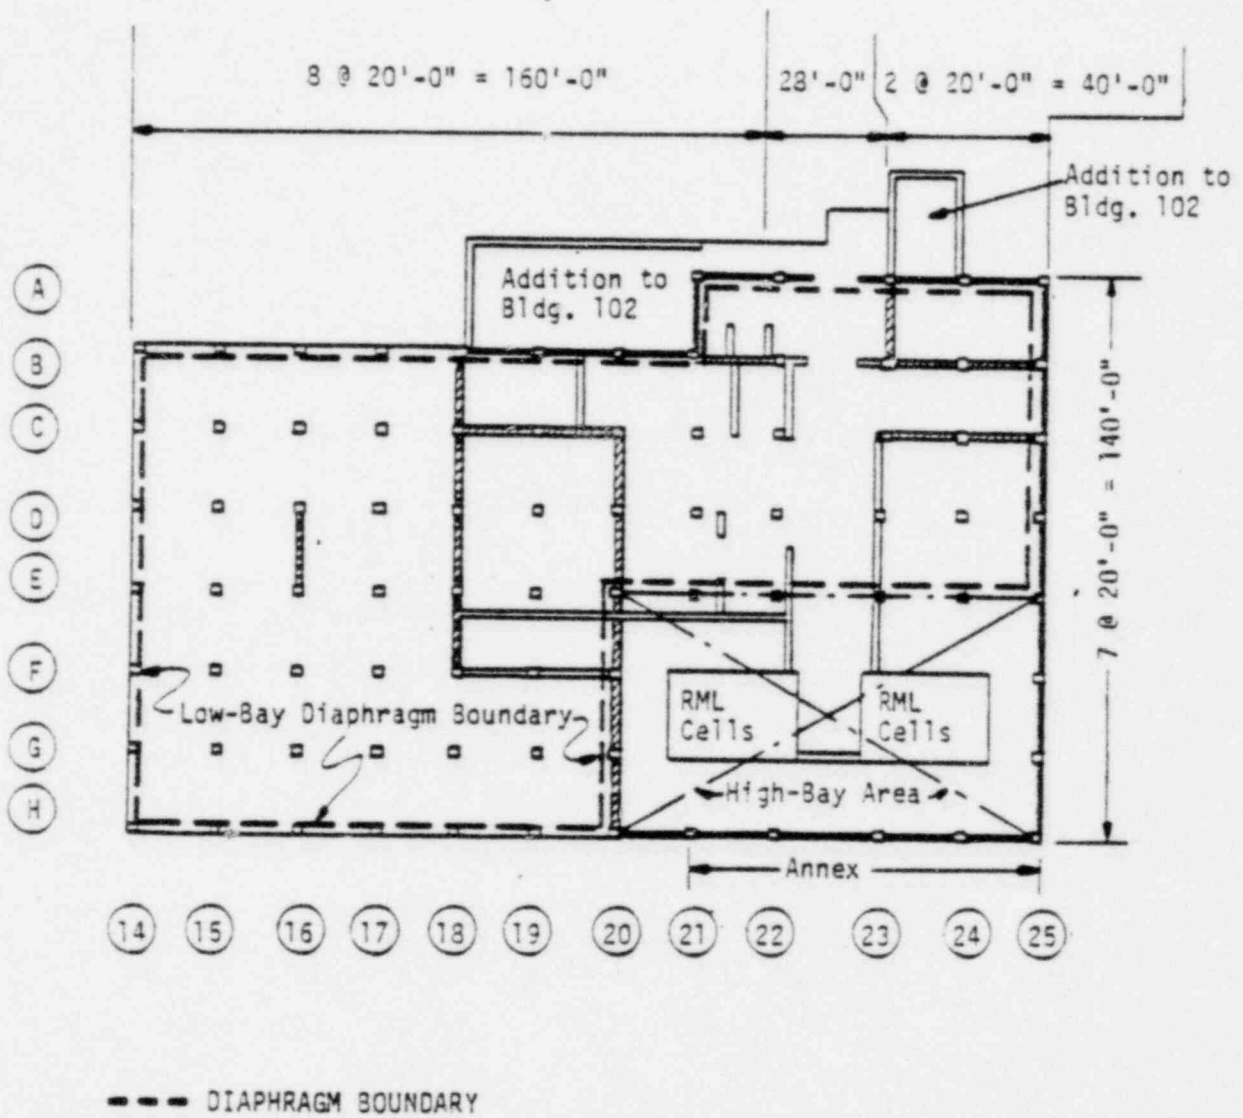 8 @ 20'-0" = 160'-0"
28'-0"
2 @ 20'-0" = 40'-0"
Addition to
Bldg. 102
Addition to
Bldg. 102
A
B
C
D
E
F
G
H
7 @ 20'-0" = 140'-0"
Low-Bay Diaphragm Boundary
RML
Cells
RML
Cells
High-Bay Area
Annex
14
15
16
17
18
19
20
21
22
23
24
25
DIAPHRAGM BOUNDARY